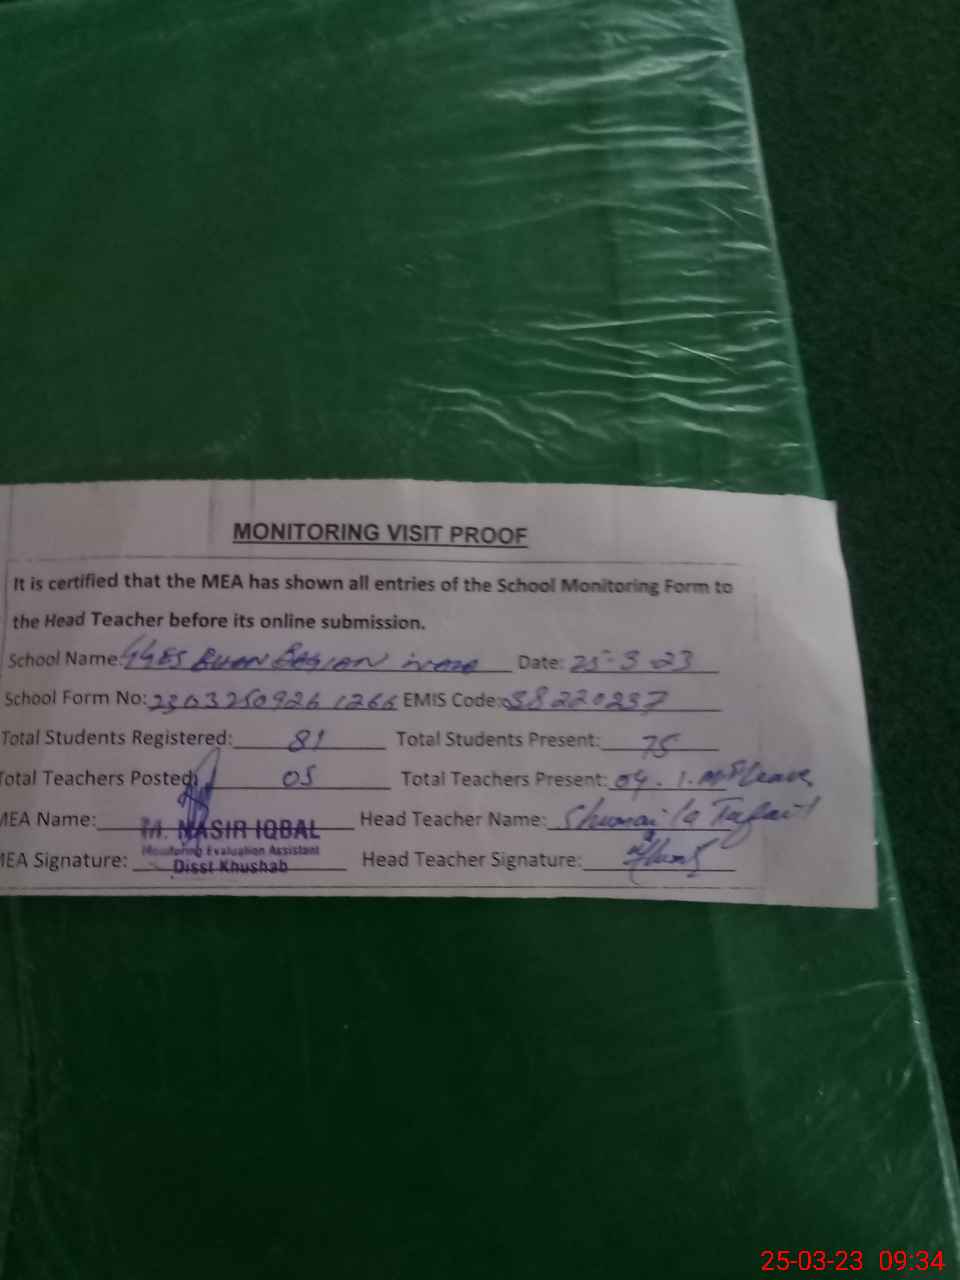 MONITORING VISIT PROOF
It is certified that the MEA has shown all entries of the School Monitoring Form to
the Head Teacher before its online submission.
School Name: Date: 25-3-23
School Form No: EMIS Code: 38220237
Total Students Registered: 81 Total Students Present: 75
Total Teachers Posted: 05 Total Teachers Present: 04. Leave
MEA Name: M. NASIR IQBAL Head Teacher Name: Shumaila Tufail
Monitoring Evaluation Assistant
MEA Signature: Disst Khushab Head Teacher Signature:
25-03-23 09:34